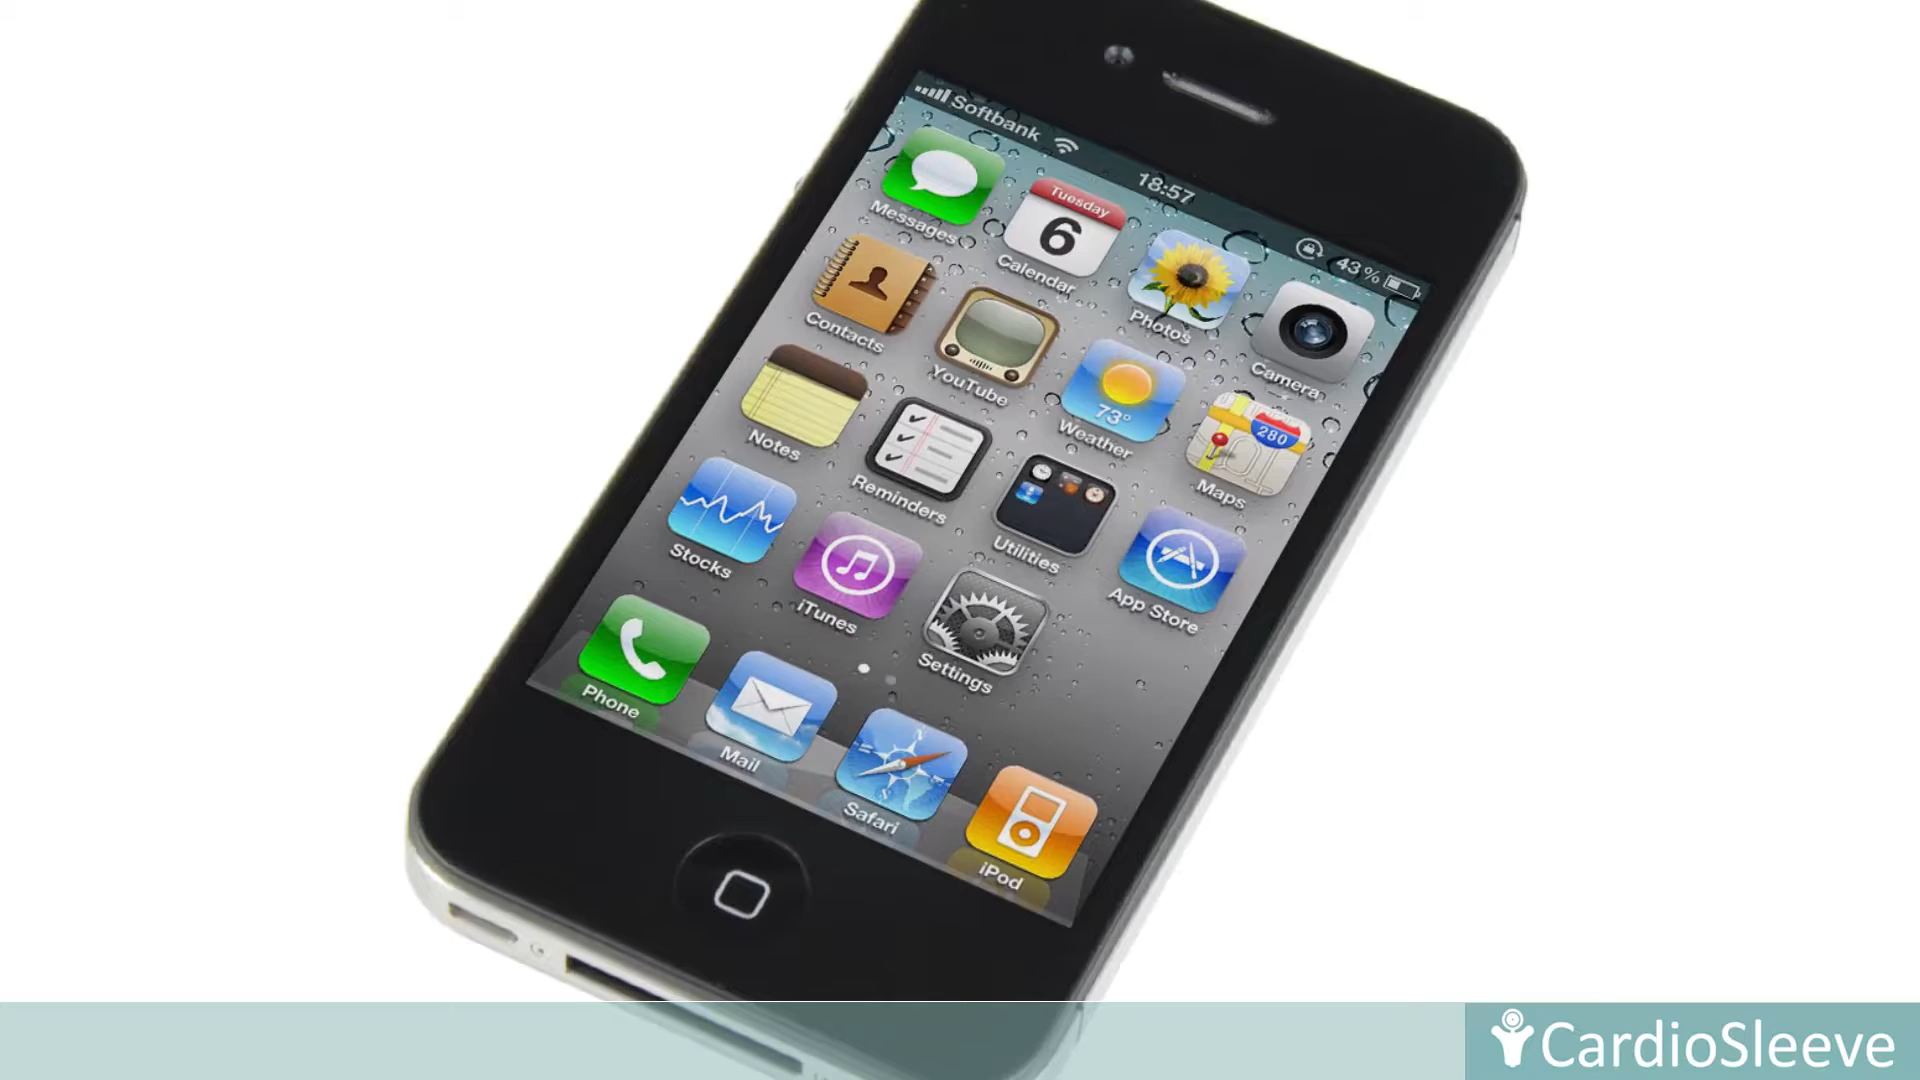 Softbank 18:57 43%
Messages
Tuesday
6
Calendar
Photos
Camera
Contacts
YouTube
73°
Weather
280
Maps
Notes
Reminders
Utilities
App Store
Stocks
iTunes
Settings
Phone
Mail
Safari
iPod
CardioSleeve